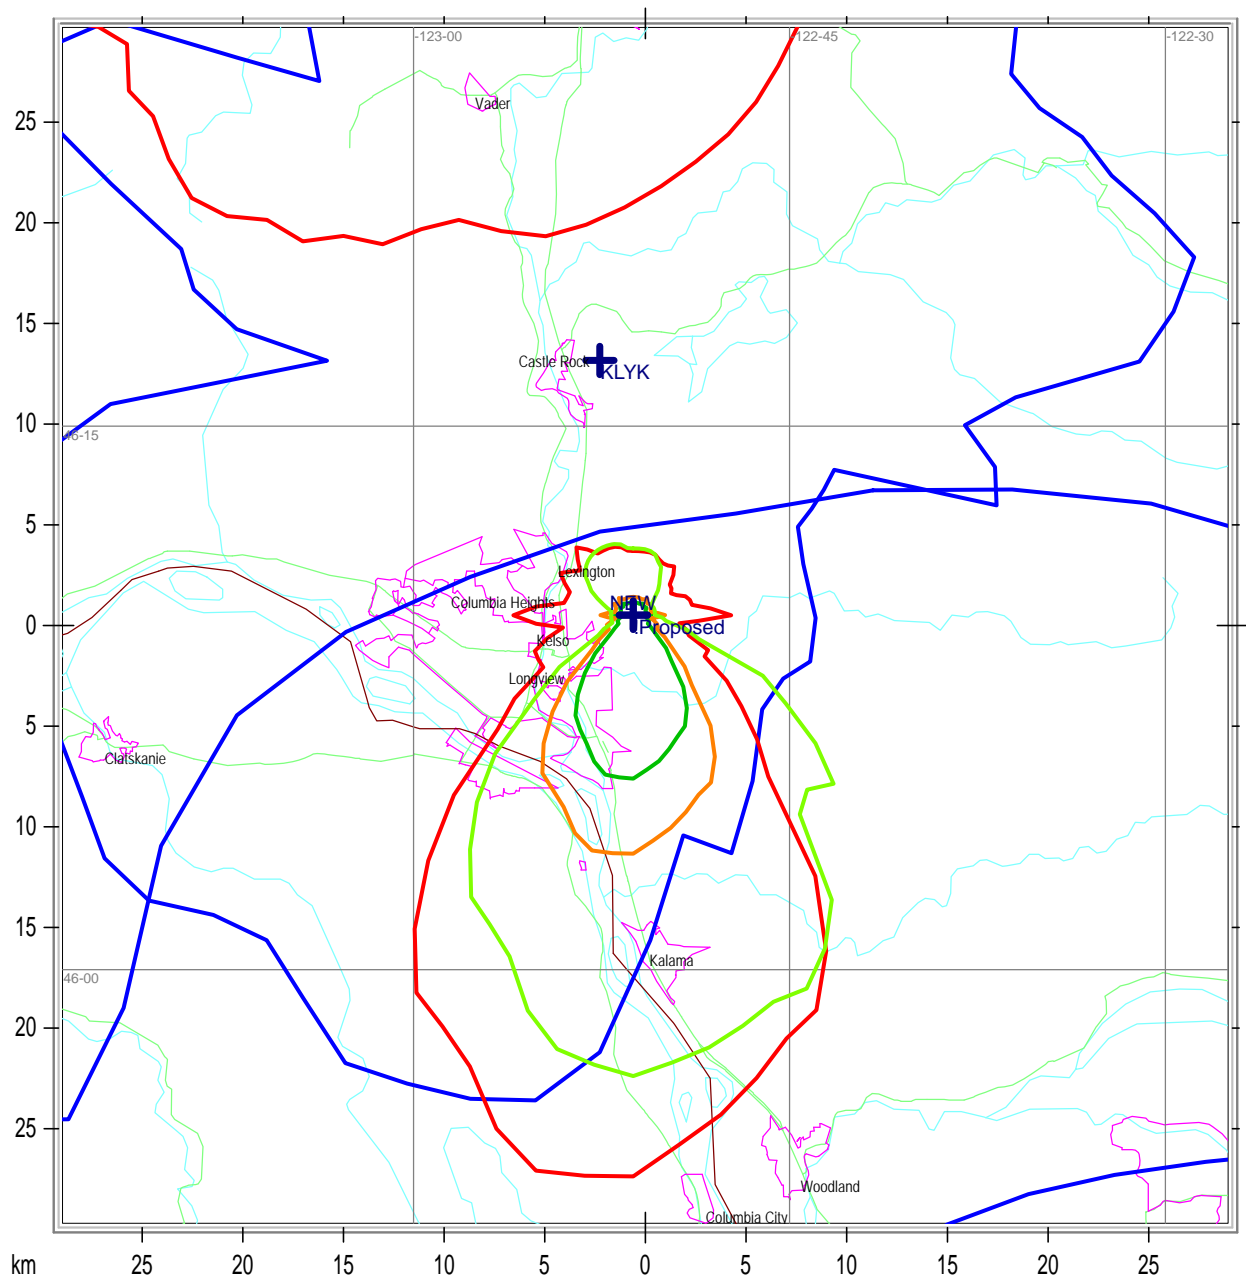 -123-00
-122-45
-122-30
Vader
25
20
15
Castle Rock
KLYK
10
46-15
5
Lexington
NEW
Columbia Heights
0
Proposed
Kelso
Longview
5
Clatskanie
10
15
Kalama
46-00
20
25
Woodland
Columbia City
km
25
20
15
10
5
0
5
10
15
20
25